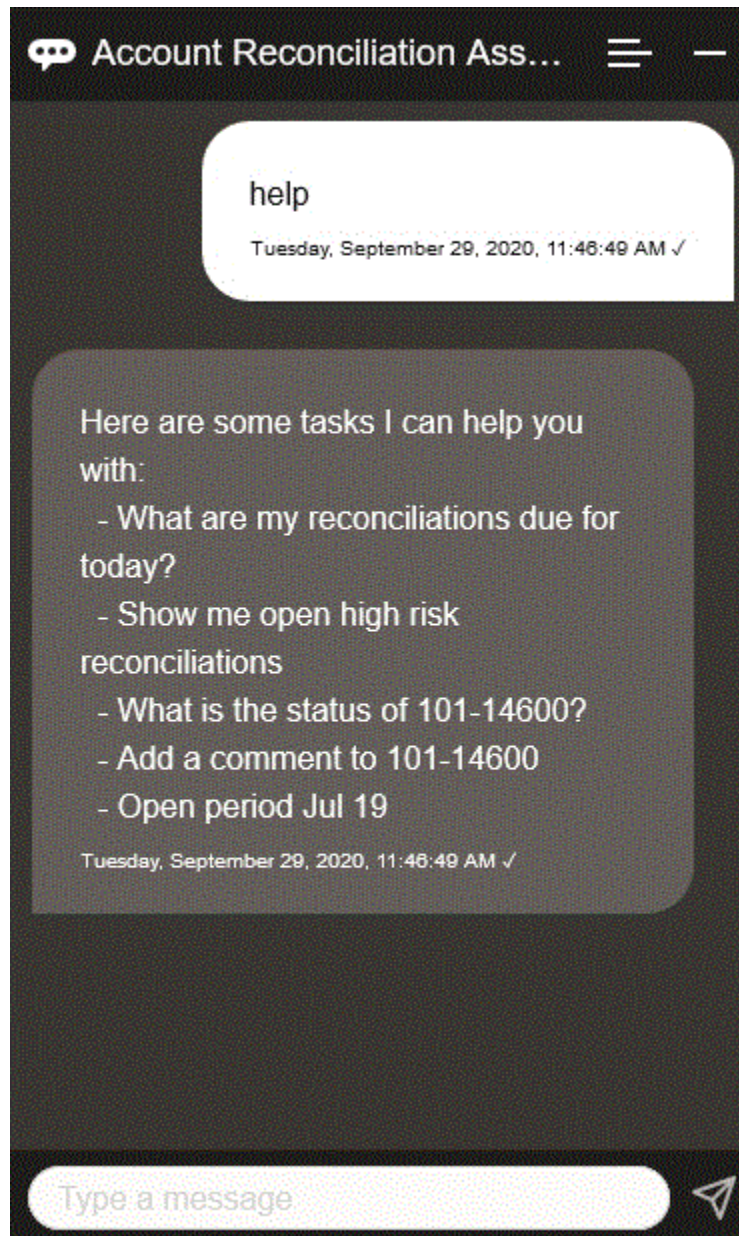 Account Reconciliation Ass...
help
Tuesday, September 29, 2020, 11:46:49 AM ✓
Here are some tasks I can help you
with:
- What are my reconciliations due for
today?
- Show me open high risk
reconciliations
- What is the status of 101-14600?
- Add a comment to 101-14600
- Open period Jul 19
Tuesday, September 29, 2020, 11:46:49 AM ✓
Type a message